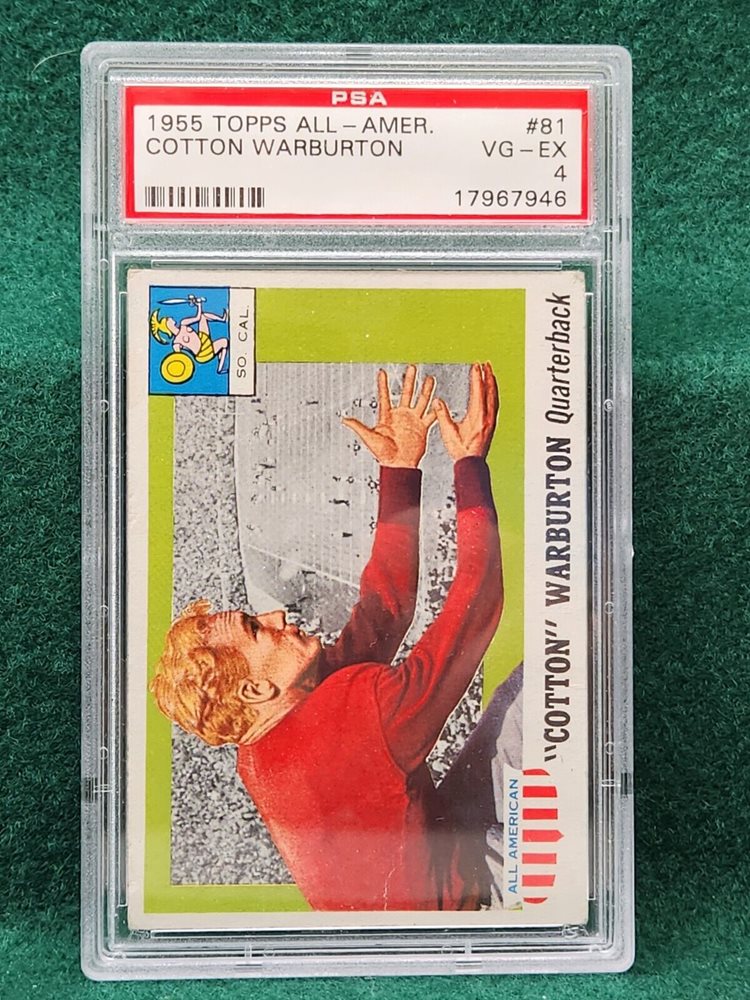 PSA
1955 TOPPS ALL-AMER. #81
COTTON WARBURTON VG-EX
4
17967946
SO. CAL.
"COTTON" WARBURTON Quarterback
ALL AMERICAN